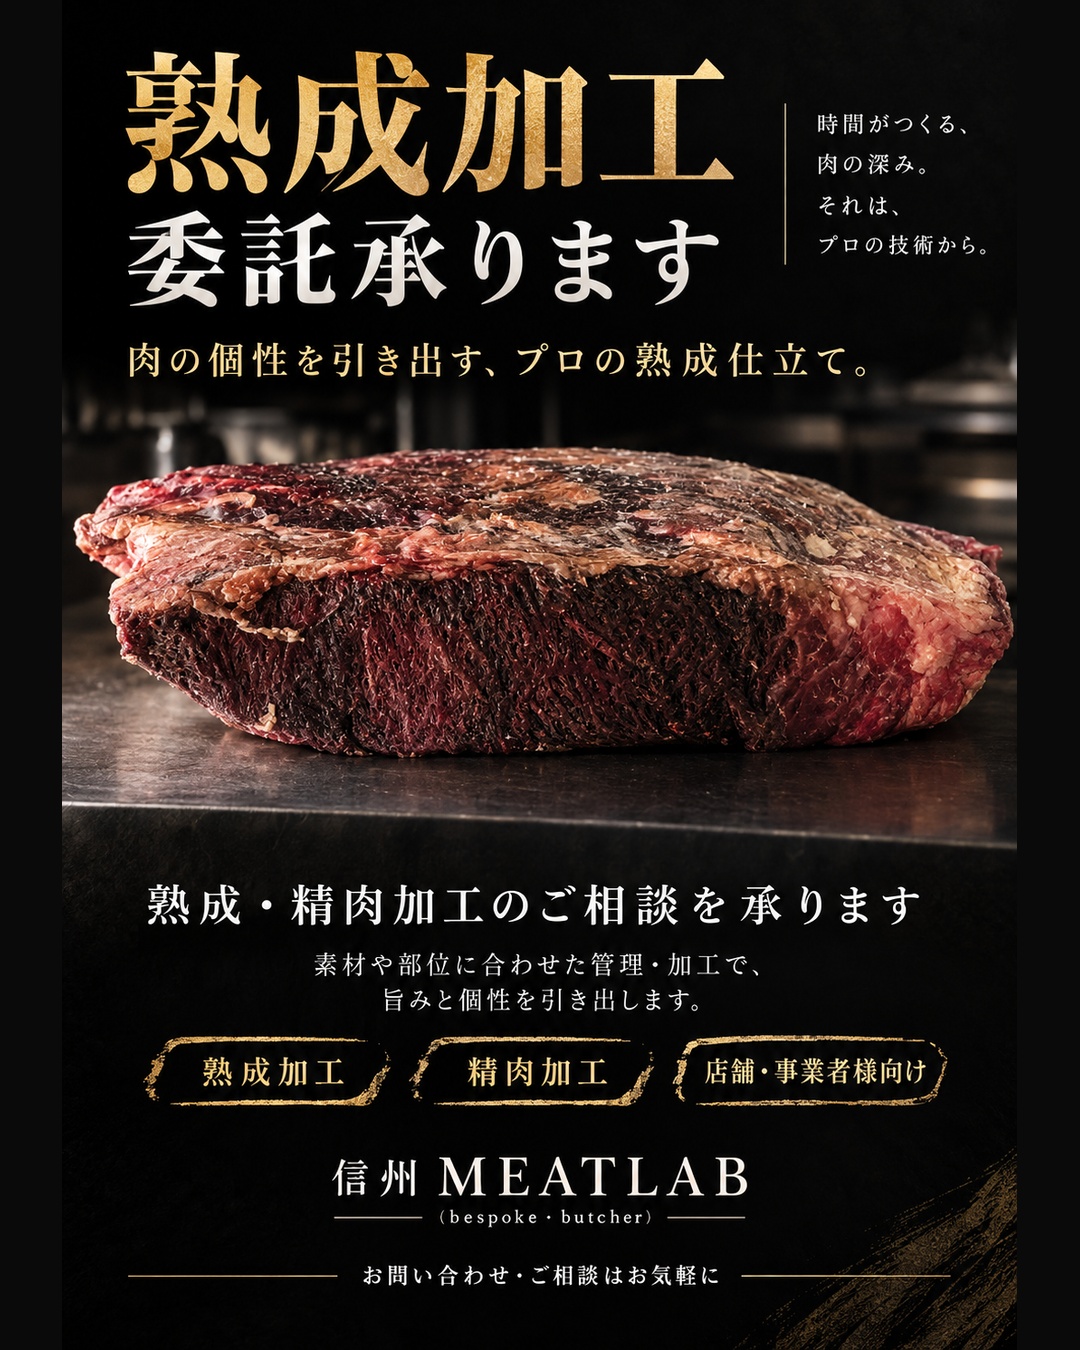 熟成加工
委託承ります
時間がつくる、
肉の深み。
それは、
プロの技術から。
肉の個性を引き出す、プロの熟成仕立て。
熟成・精肉加工のご相談を承ります
素材や部位に合わせた管理・加工で、
旨みと個性を引き出します。
熟成加工
精肉加工
店舗・事業者様向け
信州 MEATLAB
(bespoke・butcher)
お問い合わせ・ご相談はお気軽に